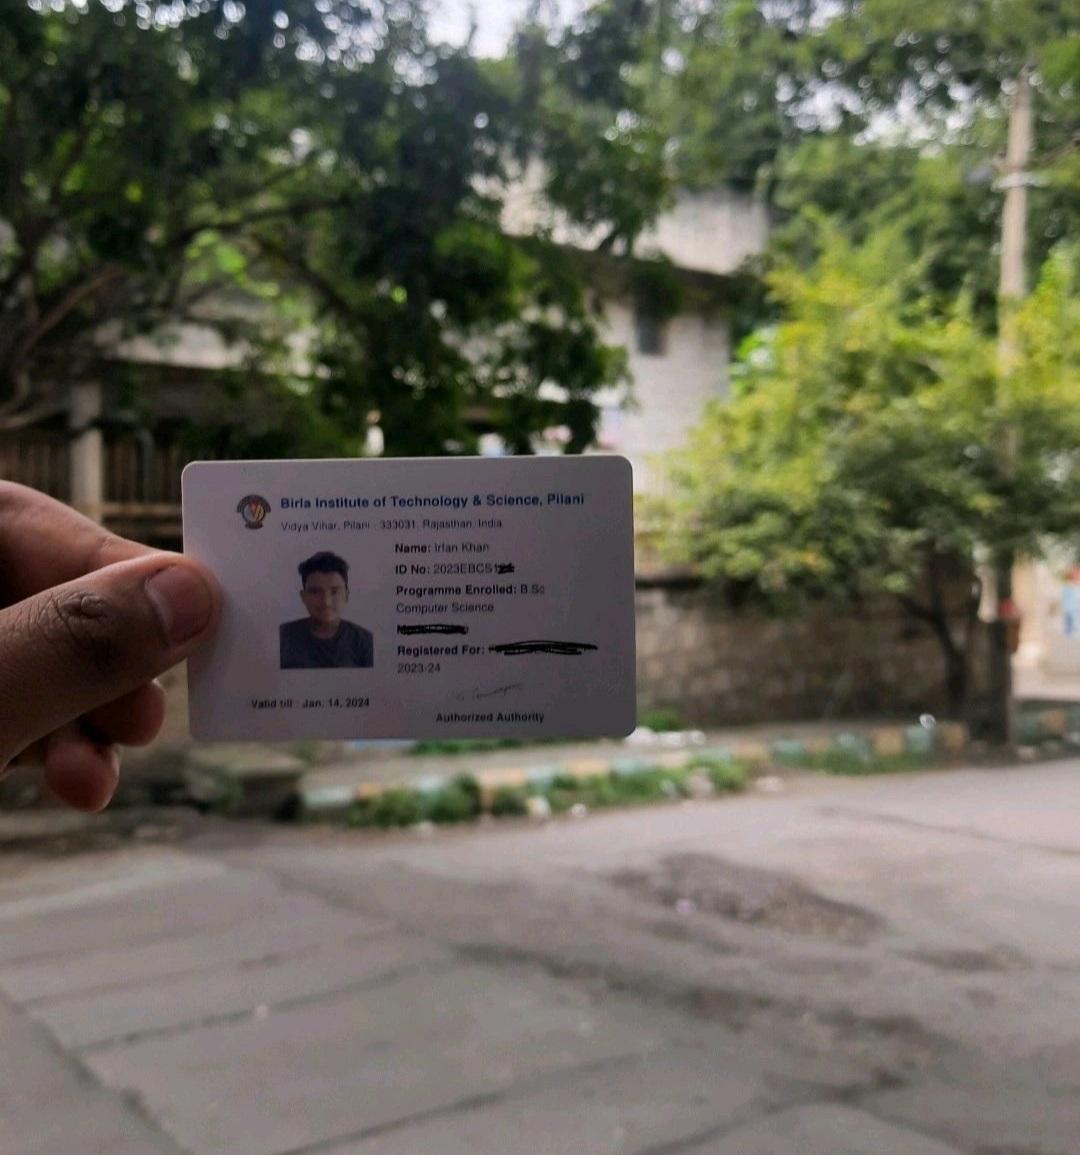 Birla Institute of Technology & Science, Pilani
Vidya Vihar, Pilani - 333031, Rajasthan, India
Name: Irfan Khan
ID No: 2023EBCS1
Programme Enrolled: B.Sc
Computer Science
Registered For:
2023-24
Valid till : Jan. 14, 2024
Authorized Authority